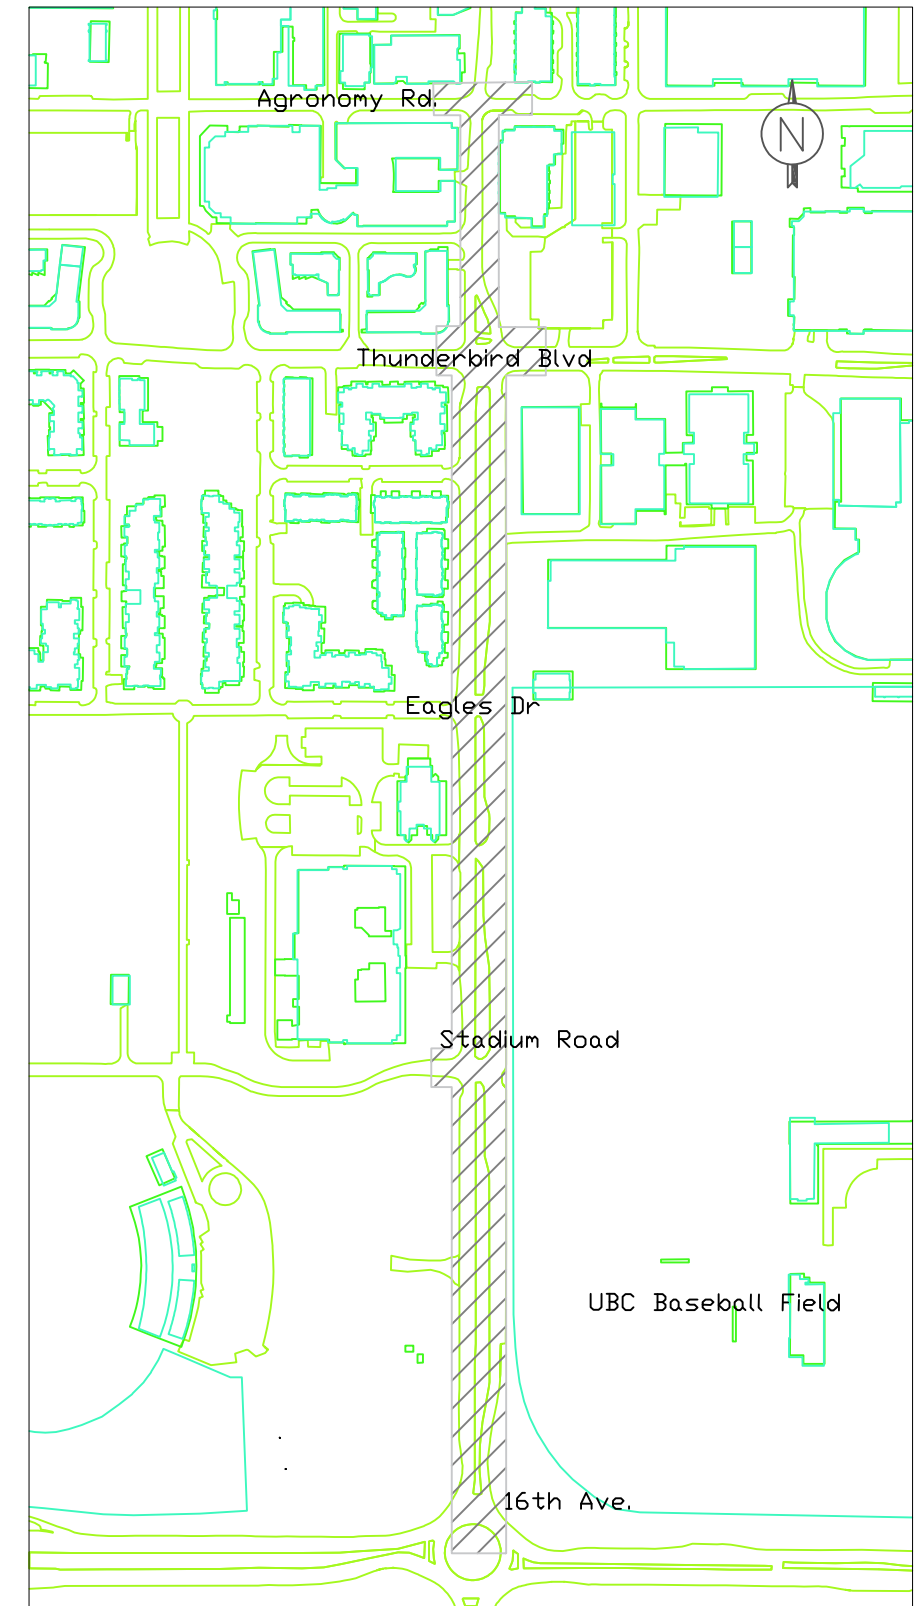 Agronomy Rd.
N
Thunderbird Blvd
Eagles Dr
Stadium Road
UBC Baseball Field
16th Ave.